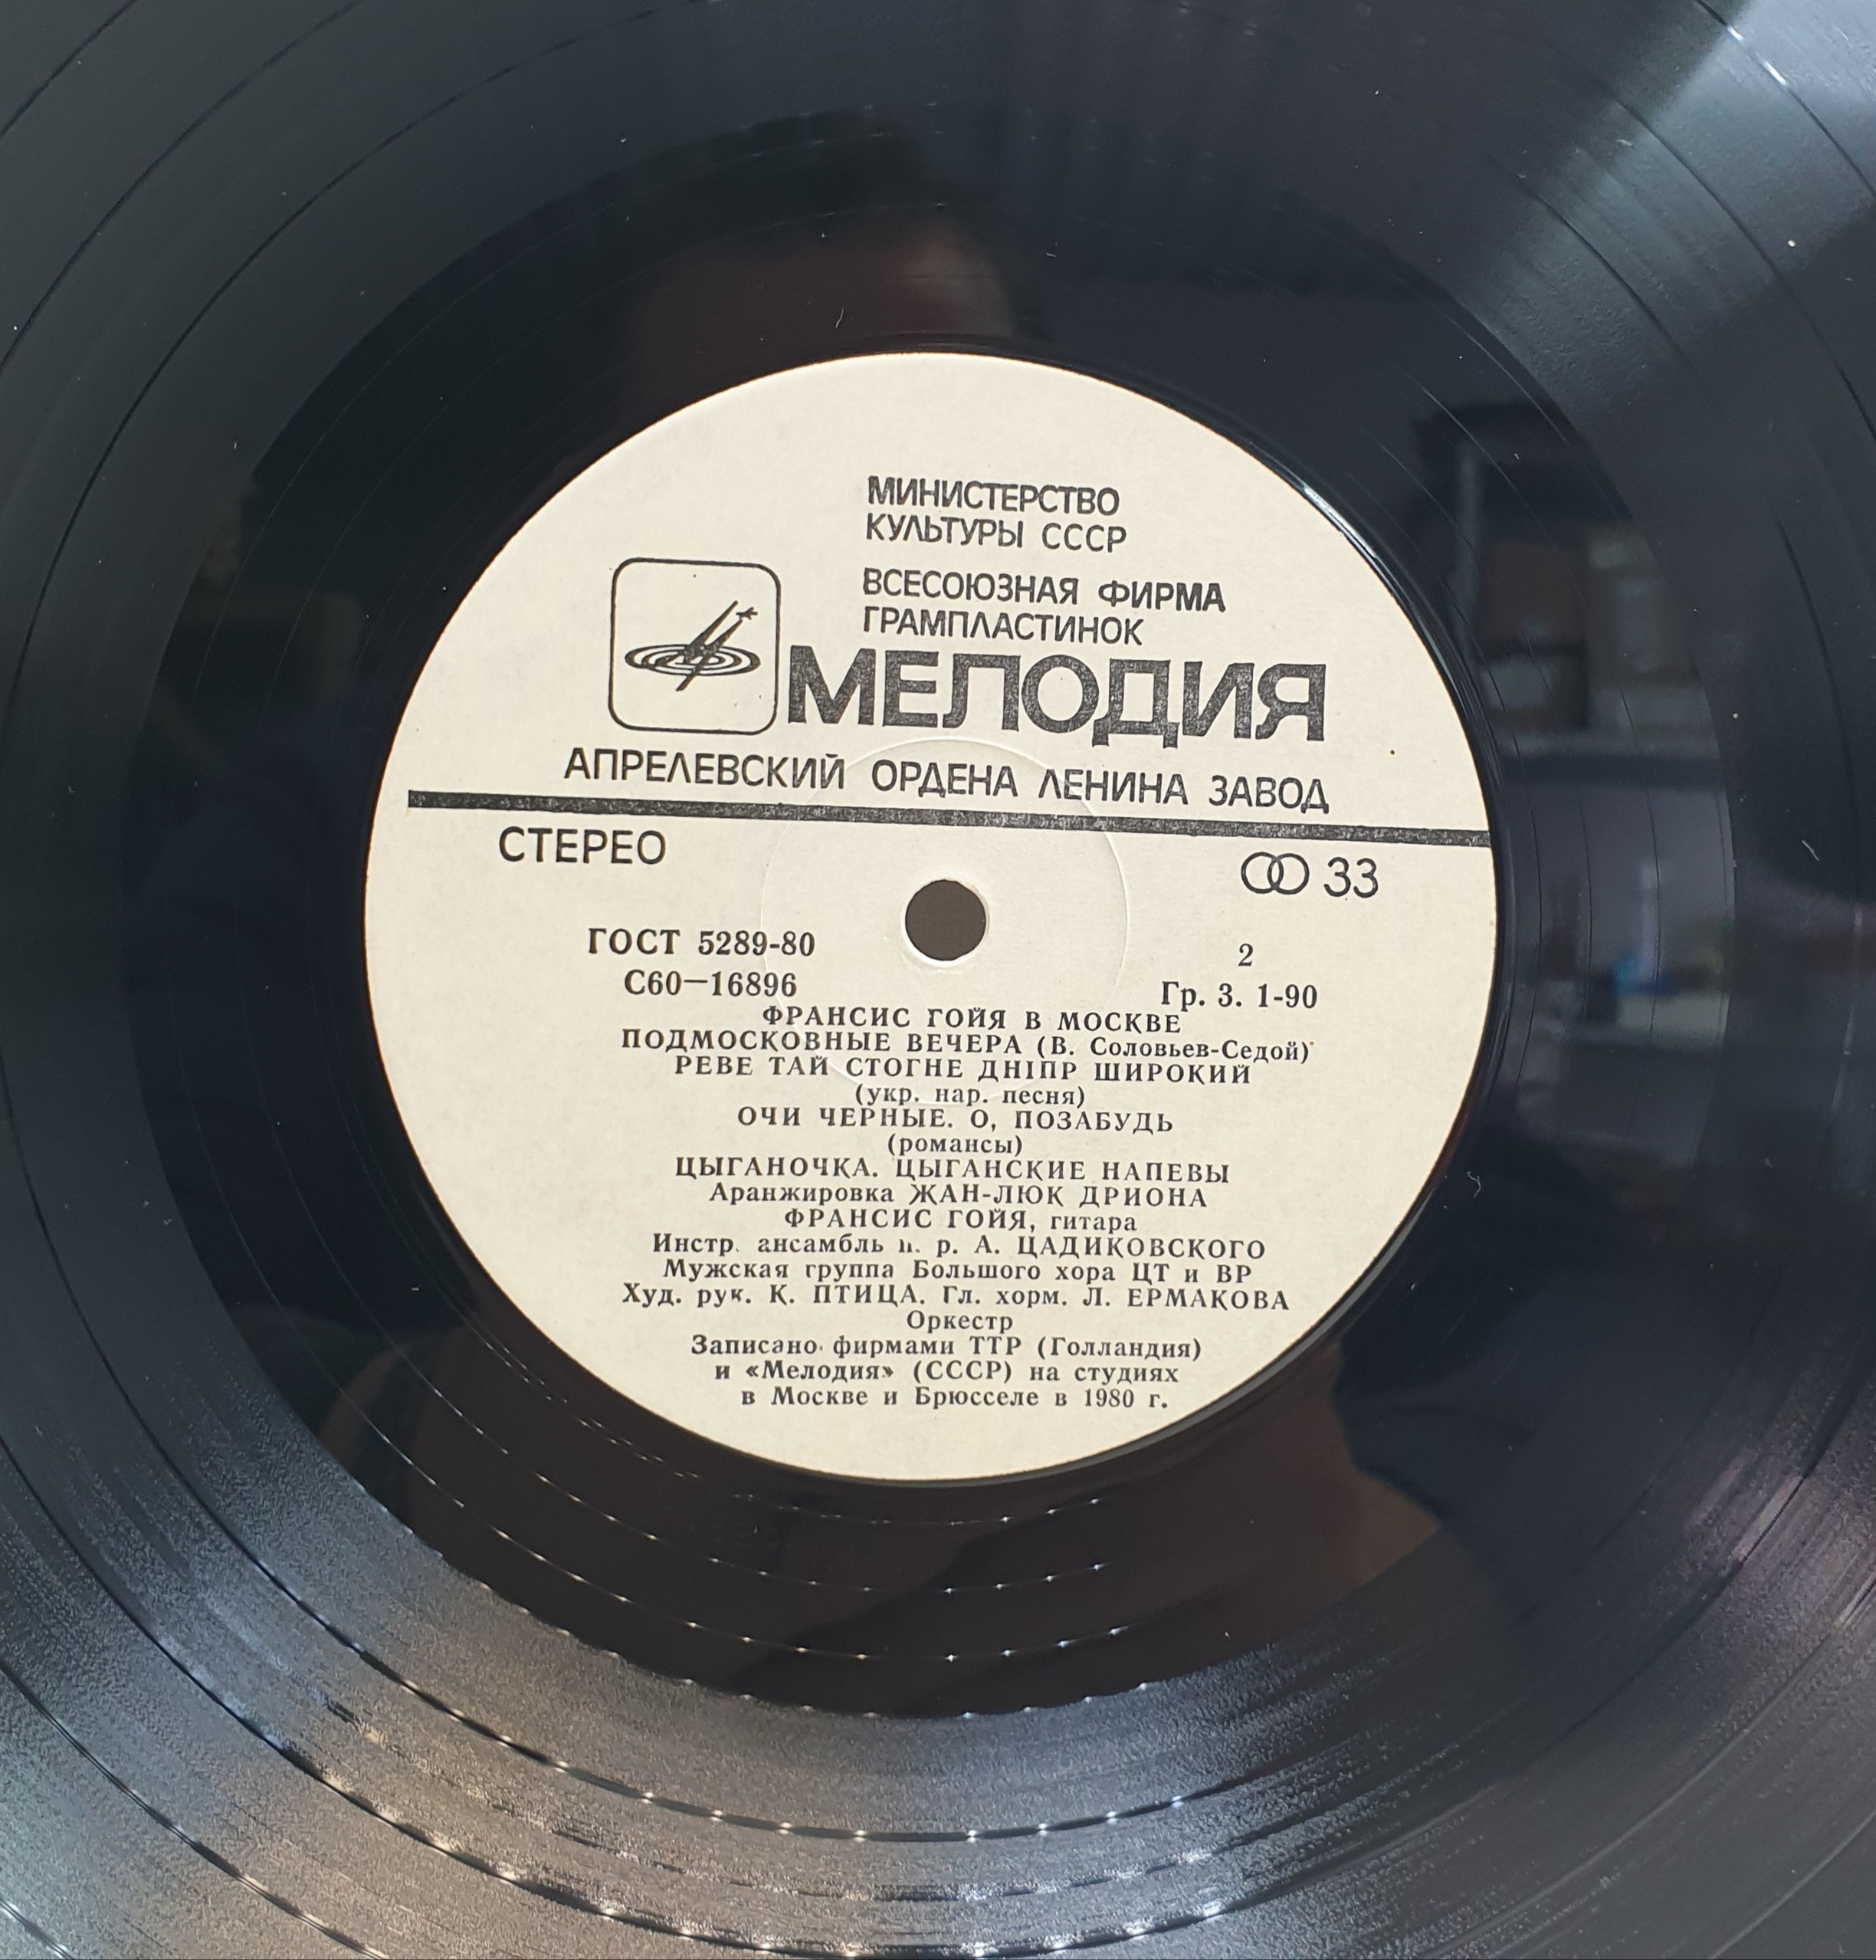 МИНИСТЕРСТВО
КУЛЬТУРЫ СССР
ВСЕСОЮЗНАЯ ФИРМА
ГРАМПЛАСТИНОК
МЕЛОДИЯ
АПРЕЛЕВСКИЙ ОРДЕНА ЛЕНИНА ЗАВОД
СТЕРЕО
33
ГОСТ 5289-80
2
С60—16896
Гр. 3. 1-90
ФРАНСИС ГОЙЯ В МОСКВЕ
ПОДМОСКОВНЫЕ ВЕЧЕРА (В. Соловьев-Седой)
РЕВЕ ТАЙ СТОГНЕ ДНІПР ШИРОКИЙ
(укр. нар. песня)
ОЧИ ЧЕРНЫЕ. О, ПОЗАБУДЬ
(романсы)
ЦЫГАНОЧКА. ЦЫГАНСКИЕ НАПЕВЫ
Аранжировка ЖАН-ЛЮК ДРИОНА
ФРАНСИС ГОЙЯ, гитара
Инстр. ансамбль п. р. А. ЦАДИКОВСКОГО
Мужская группа Большого хора ЦТ и ВР
Худ. рук. К. ПТИЦА. Гл. хорм. Л. ЕРМАКОВА
Оркестр
Записано фирмами ТТР (Голландия)
и «Мелодия» (СССР) на студиях
в Москве и Брюсселе в 1980 г.